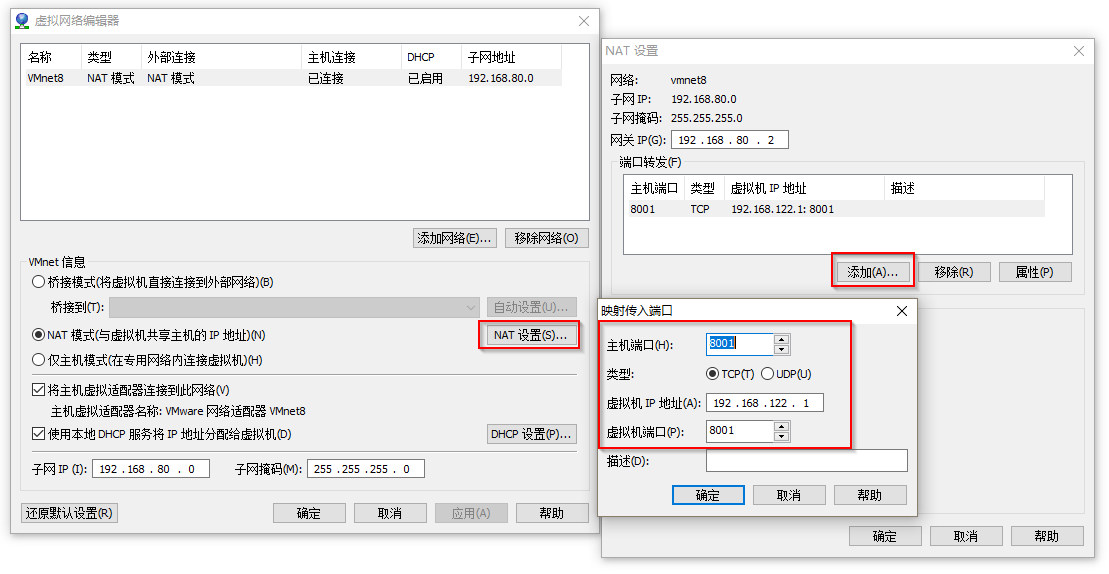 虚拟网络编辑器
名称 类型 外部连接 主机连接 DHCP 子网地址
VMnet8 NAT 模式 NAT 模式 已连接 已启用 192.168.80.0
添加网络(E)... 移除网络(O)
VMnet 信息
桥接模式(将虚拟机直接连接到外部网络)(B)
桥接到(T): 自动设置(U)...
NAT 模式(与虚拟机共享主机的 IP 地址)(N) NAT 设置(S)...
仅主机模式(在专用网络内连接虚拟机)(H)
将主机虚拟适配器连接到此网络(V)
主机虚拟适配器名称: VMware 网络适配器 VMnet8
使用本地 DHCP 服务将 IP 地址分配给虚拟机(D) DHCP 设置(P)...
子网 IP (I): 192 . 168 . 80 . 0 子网掩码(M): 255 . 255 . 255 . 0
还原默认设置(R) 确定 取消 应用(A) 帮助
NAT 设置
网络: vmnet8
子网 IP: 192.168.80.0
子网掩码: 255.255.255.0
网关 IP(G): 192 . 168 . 80 . 2
端口转发(F)
主机端口 类型 虚拟机 IP 地址 描述
8001 TCP 192.168.122.1: 8001
添加(A)... 移除(R) 属性(P)
映射传入端口
主机端口(H): 8001
类型: TCP(T) UDP(U)
虚拟机 IP 地址(A): 192 . 168 . 122 . 1
虚拟机端口(P): 8001
描述(D):
确定 取消 帮助
确定 取消 帮助